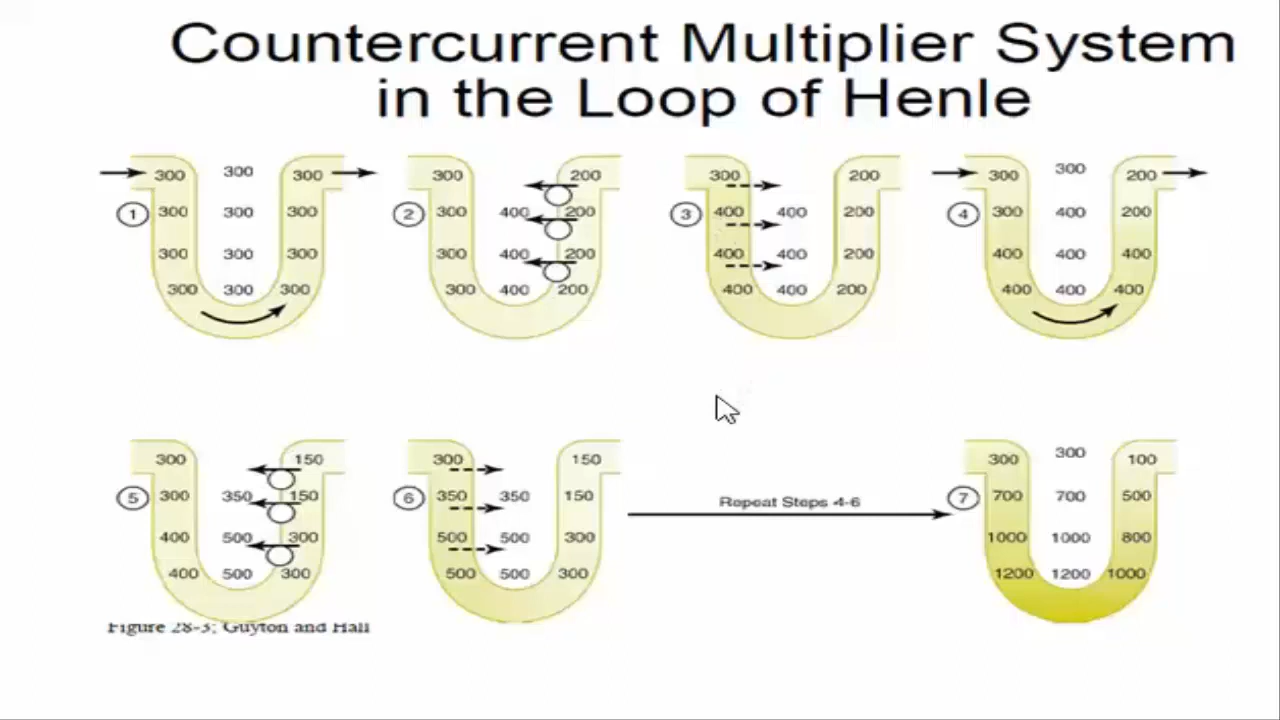 Countercurrent Multiplier System
in the Loop of Henle
300 300 300
1 300 300 300
300 300 300
300 300 300
300 200
2 300 400 200
300 400 200
300 400 200
300 200
3 400 400 200
400 400 200
400 400 200
300 300 200
4 300 400 200
400 400 400
400 400 400
300 150
5 300 350 150
400 500 300
400 500 300
300 150
6 350 350 150
500 500 300
500 500 300
Repeat Steps 4-6
300 300 100
7 700 700 500
1000 1000 800
1200 1200 1000
Figure 28-3; Guyton and Hall